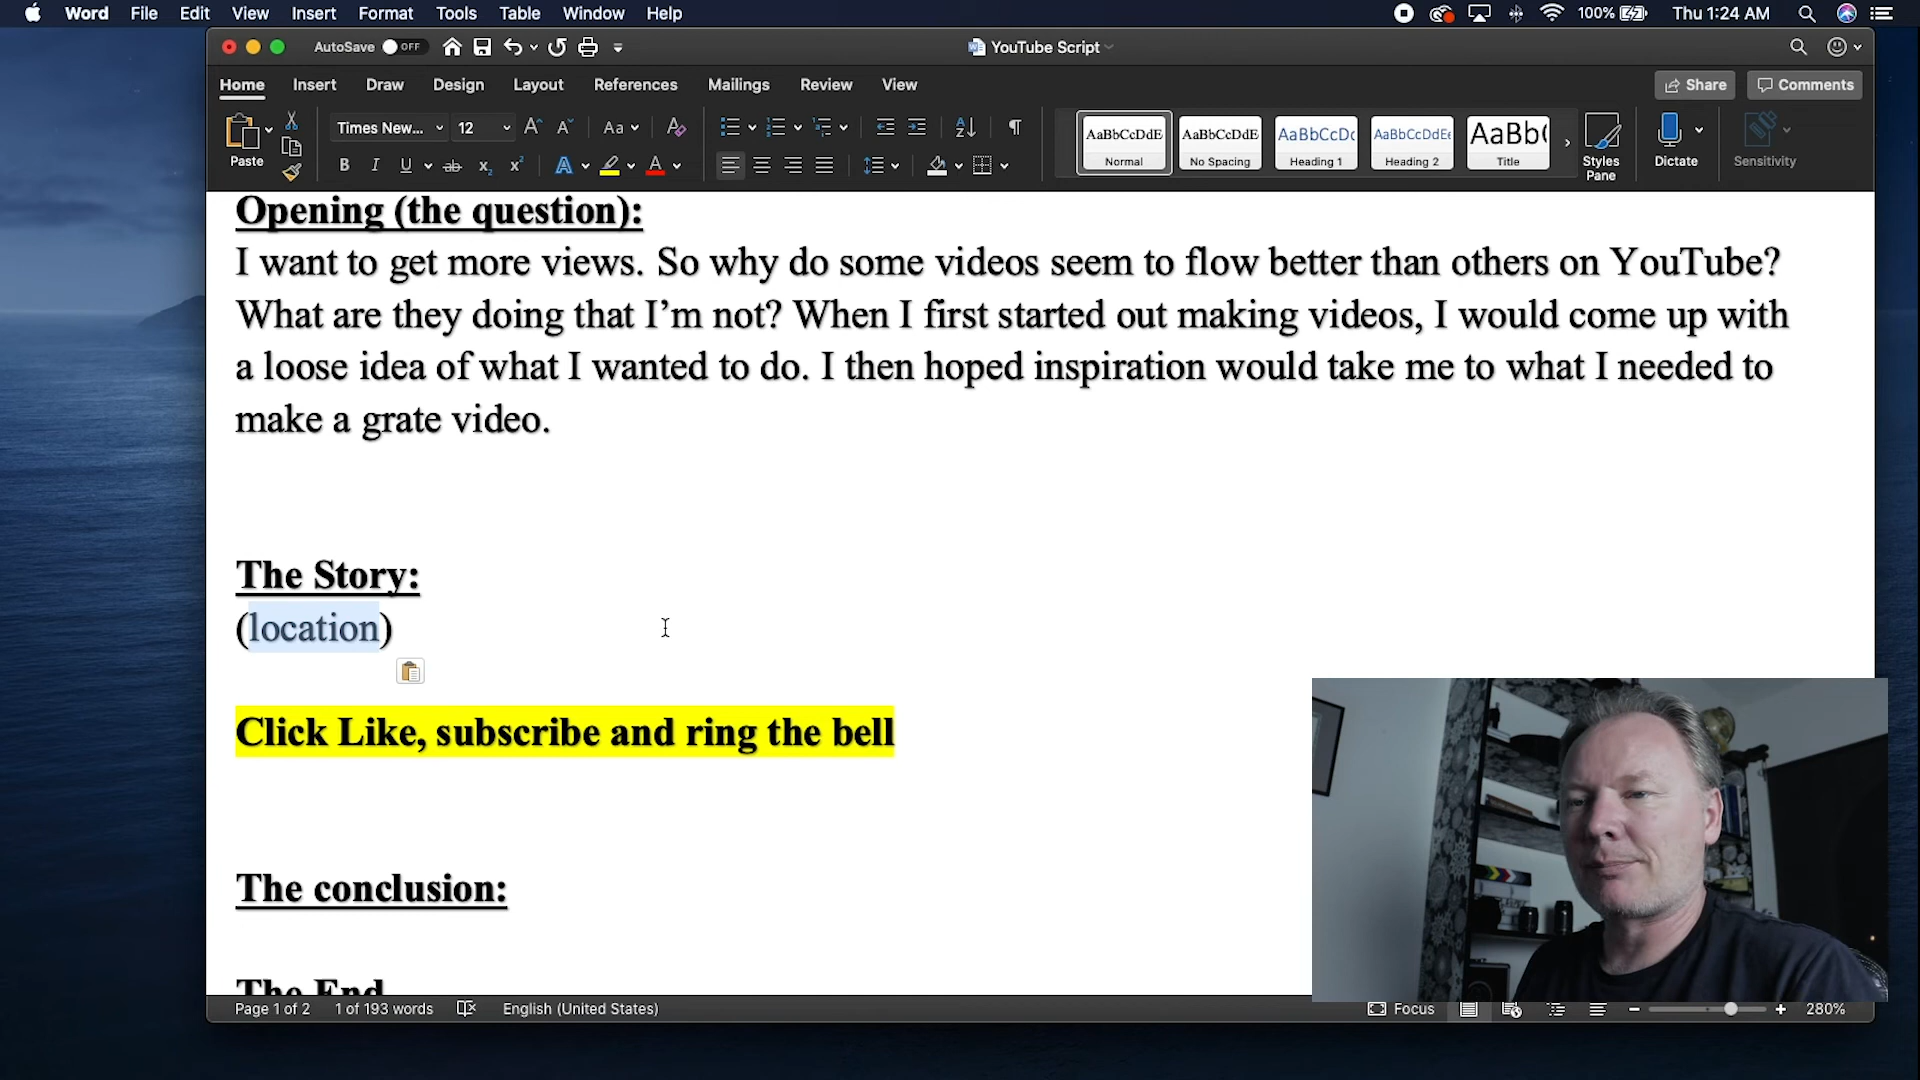 Word File Edit View Insert Format Tools Table Window Help 100% Thu 1:24 AM
AutoSave OFF YouTube Script
Home Insert Draw Design Layout References Mailings Review View Share Comments
Paste Times New... 12 Aa
AaBbCcDdE AaBbCcDdE AaBbCcDc AaBbCcDdEe AaBb(
Normal No Spacing Heading 1 Heading 2 Title
Styles Pane Dictate Sensitivity
Opening (the question):
I want to get more views. So why do some videos seem to flow better than others on YouTube?
What are they doing that I’m not? When I first started out making videos, I would come up with
a loose idea of what I wanted to do. I then hoped inspiration would take me to what I needed to
make a grate video.
The Story:
(location)
Click Like, subscribe and ring the bell
The conclusion:
The End
Page 1 of 2 1 of 193 words English (United States) Focus 280%